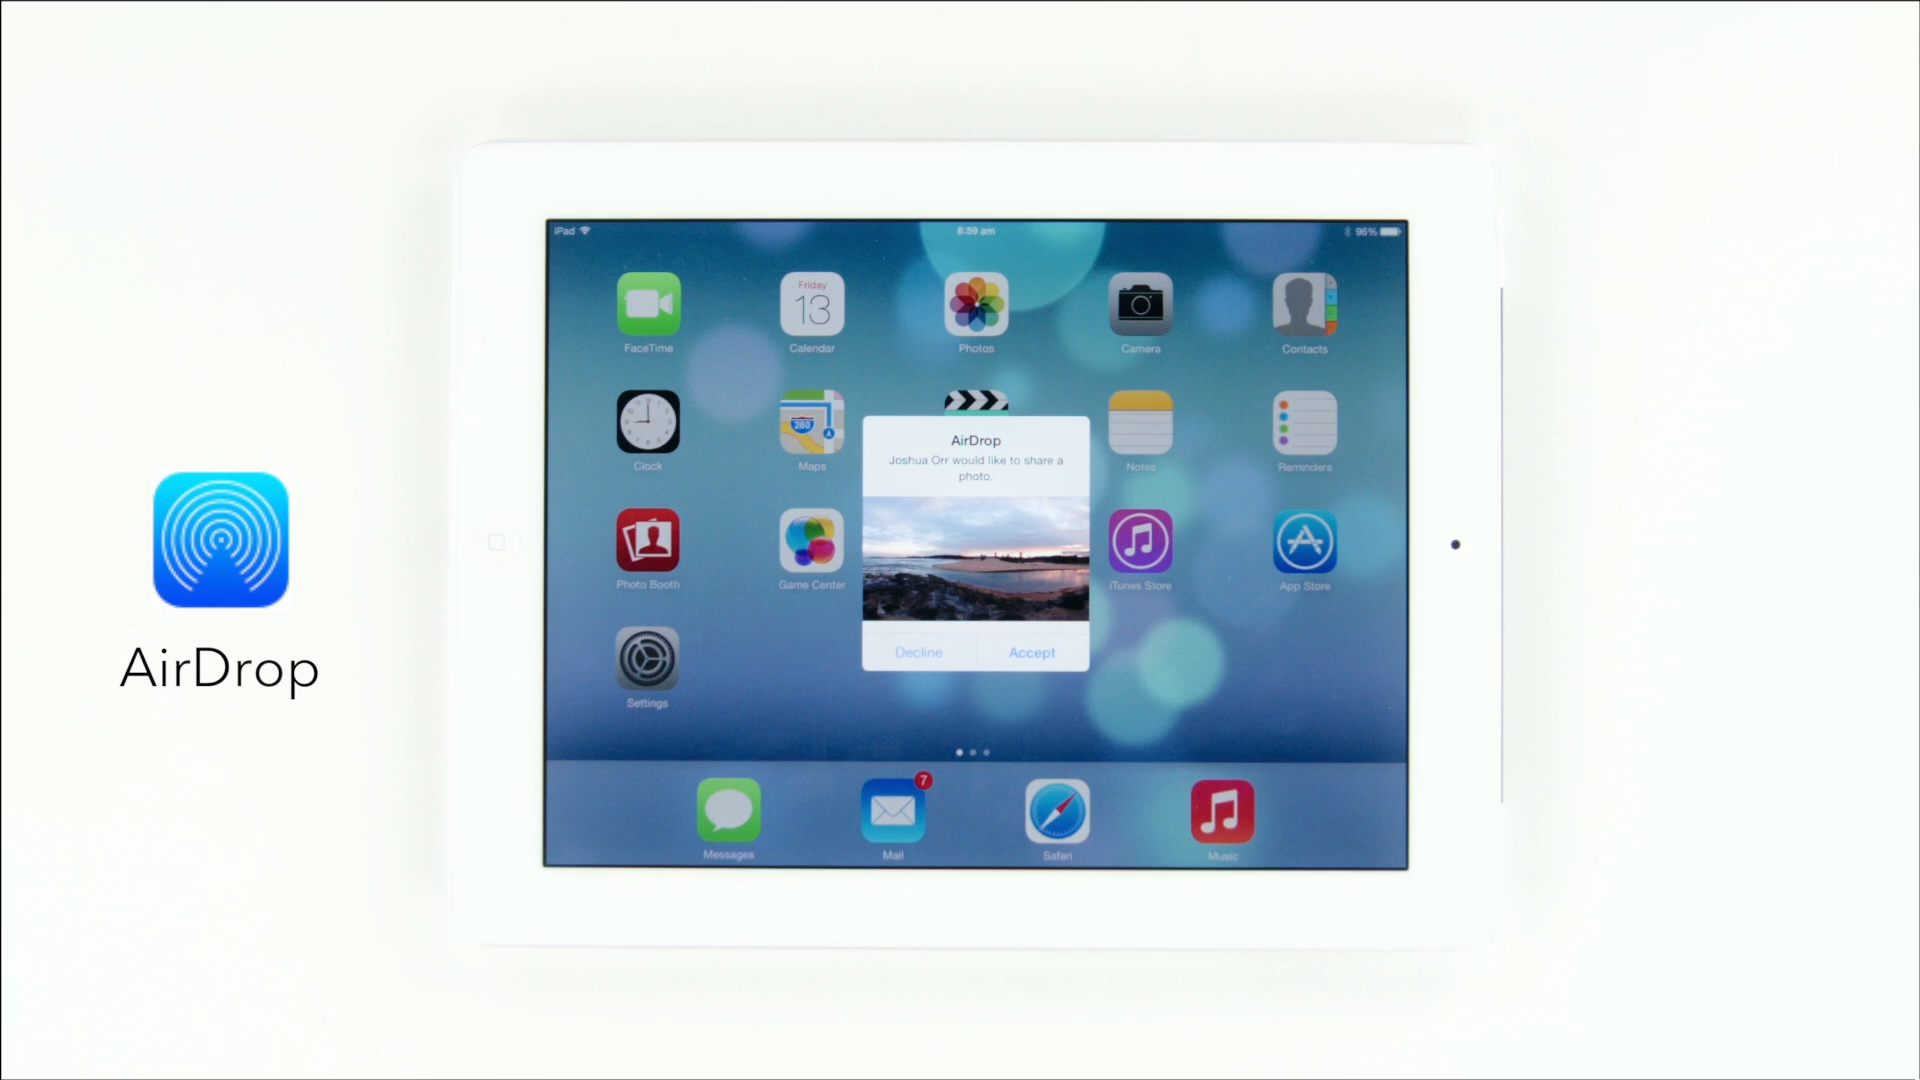 iPad
8:59 am
96%
FaceTime
Friday
13
Calendar
Photos
Camera
Contacts
Clock
280
Maps
Notes
Reminders
AirDrop
Joshua Orr would like to share a
photo.
Decline
Accept
Photo Booth
Game Center
iTunes Store
App Store
Settings
7
Messages
Mail
Safari
Music
AirDrop